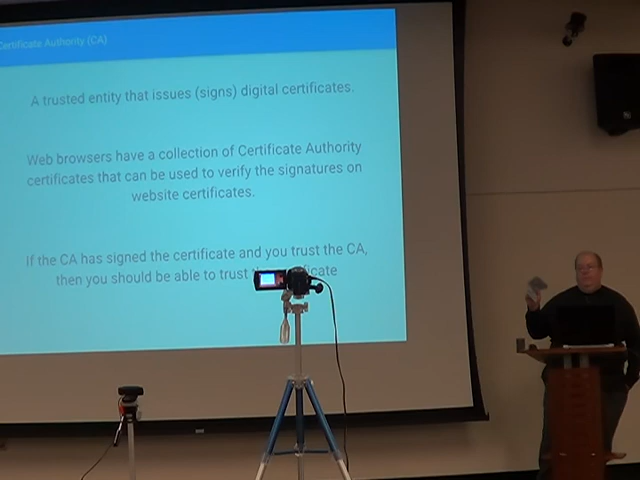 Certificate Authority (CA)
A trusted entity that issues (signs) digital certificates.
Web browsers have a collection of Certificate Authority
certificates that can be used to verify the signatures on
website certificates.
If the CA has signed the certificate and you trust the CA,
then you should be able to trust